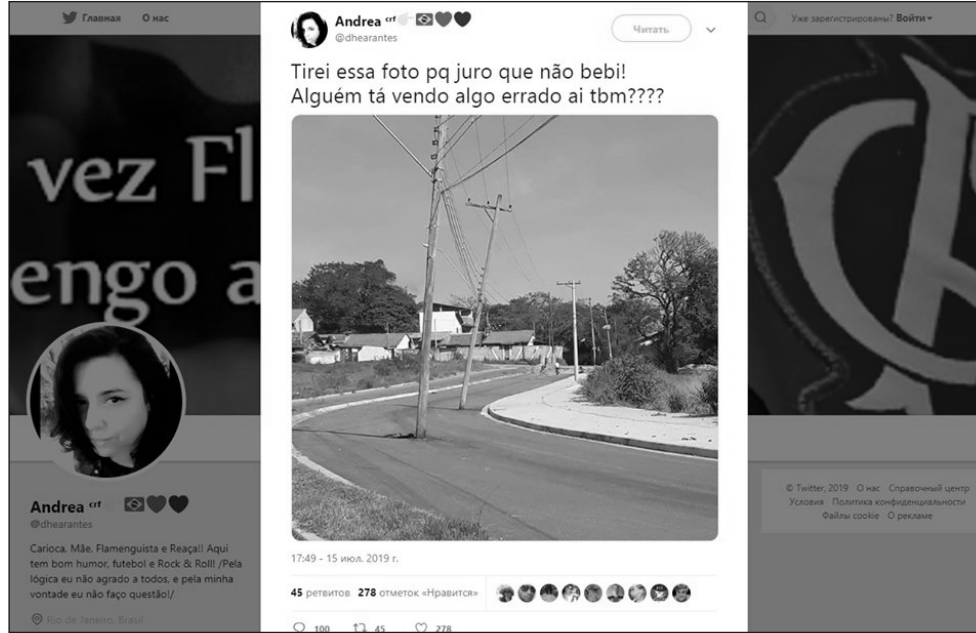 Главная О нас
Andrea crf
@dhearantes
Читать
Уже зарегистрированы? Войти
Tirei essa foto pq juro que não bebi!
Alguém tá vendo algo errado ai tbm????
vez Fl
engo a
Andrea crf
@dhearantes
Carioca, Mãe, Flamenguista e Reaça!! Aqui
tem bom humor, futebol e Rock & Roll! /Pela
lógica eu não agrado a todos, e pela minha
vontade eu não faço questão!/
Rio de Janeiro, Brasil
17:49 - 15 июл. 2019 г.
45 ретвитов 278 отметок «Нравится»
100 45 278
© Twitter, 2019 О нас Справочный центр
Условия Политика конфиденциальности
Файлы cookie О рекламе